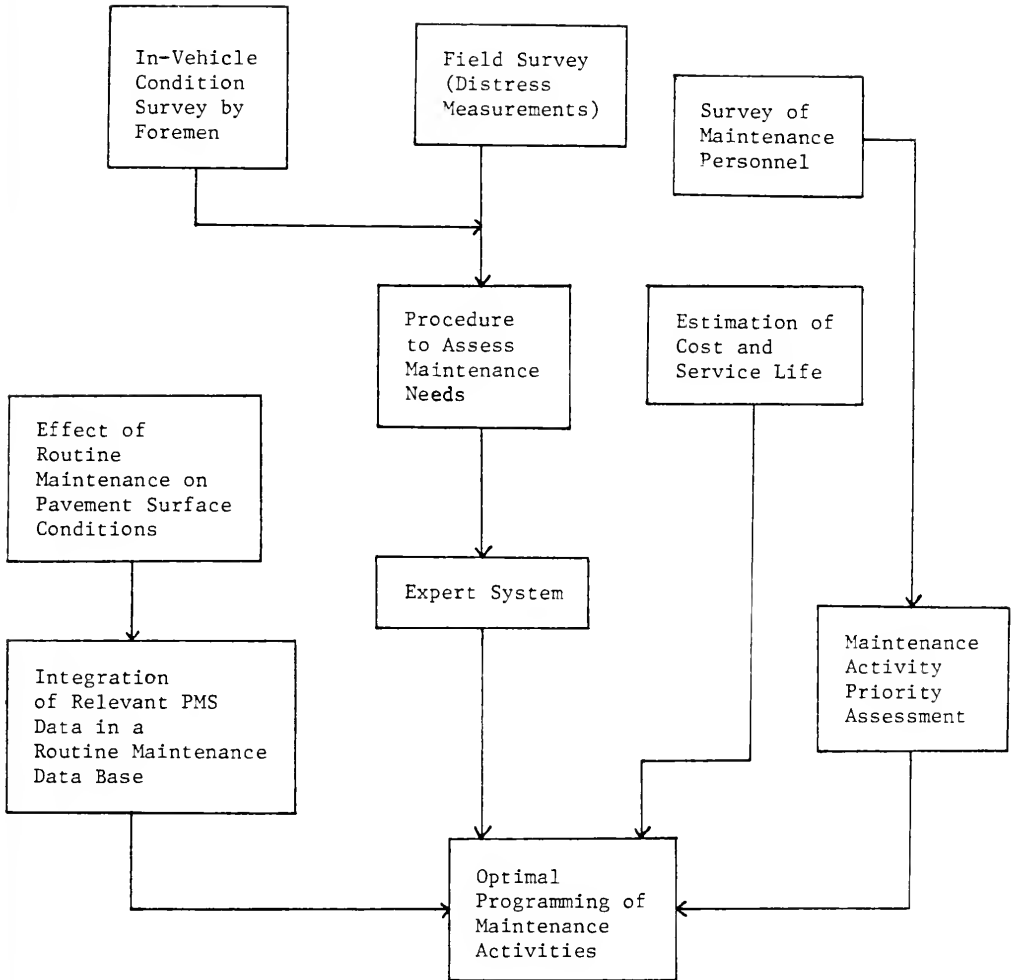 In-Vehicle
Condition
Survey by
Foremen
Field Survey
(Distress
Measurements)
Survey of
Maintenance
Personnel
Procedure
to Assess
Maintenance
Needs
Estimation of
Cost and
Service Life
Effect of
Routine
Maintenance on
Pavement Surface
Conditions
Expert System
Integration
of Relevant PMS
Data in a
Routine Maintenance
Data Base
Maintenance
Activity
Priority
Assessment
Optimal
Programming of
Maintenance
Activities